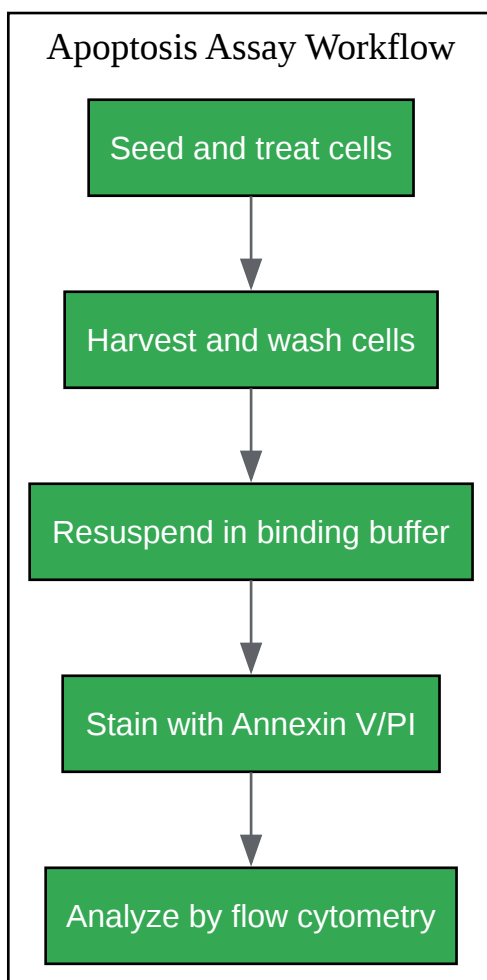 Apoptosis Assay Workflow
Seed and treat cells
Harvest and wash cells
Resuspend in binding buffer
Stain with Annexin V/PI
Analyze by flow cytometry